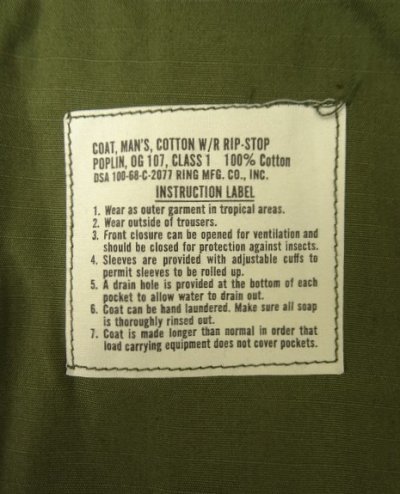 COAT, MAN'S, COTTON W/R RIP-STOP
POPLIN, OG 107, CLASS 1 100% Cotton
DSA 100-68-C-2077 RING MFG. CO., INC.
INSTRUCTION LABEL
1. Wear as outer garment in tropical areas.
2. Wear outside of trousers.
3. Front closure can be opened for ventilation and
should be closed for protection against insects.
4. Sleeves are provided with adjustable cuffs to
permit sleeves to be rolled up.
5. A drain hole is provided at the bottom of each
pocket to allow water to drain out.
6. Coat can be hand laundered. Make sure all soap
is thoroughly rinsed out.
7. Coat is made longer than normal in order that
load carrying equipment does not cover pockets.